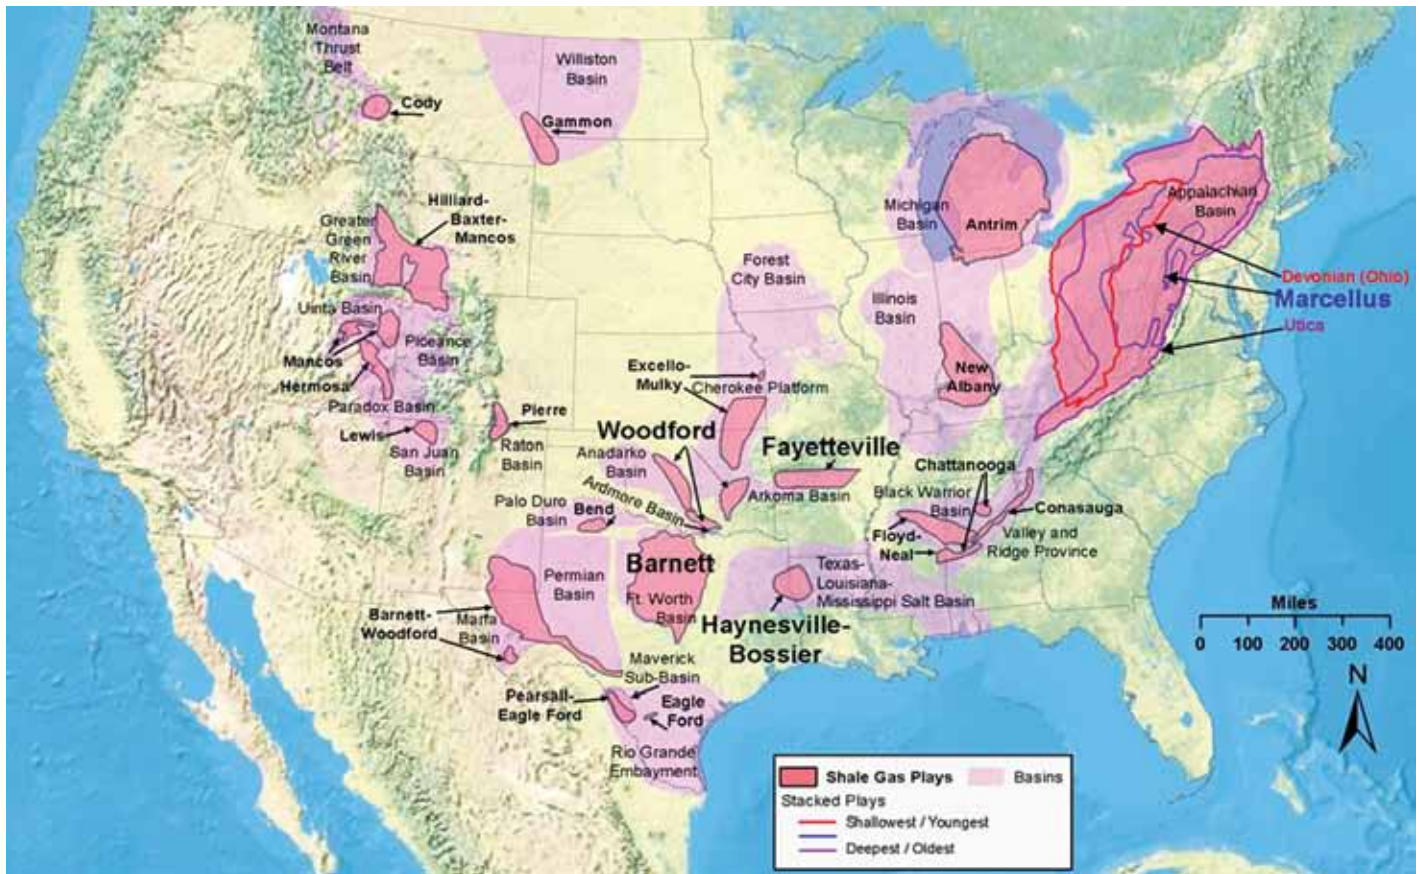 Montana
Thrust
Belt
Williston
Basin
Cody
Gammon
Hilliard-
Baxter-
Mancos
Greater
Green
River
Basin
Michigan
Basin
Antrim
Appalachian
Basin
Forest
City Basin
Illinois
Basin
Devonian (Ohio)
Marcellus
Utica
Uinta Basin
Mancos
Piceance
Basin
Hermosa
Paradox Basin
Excello-
Mulky
Cherokee Platform
New
Albany
Lewis
San Juan
Basin
Pierre
Raton
Basin
Woodford
Anadarko
Basin
Fayetteville
Arkoma Basin
Ardmore Basin
Palo Duro
Basin
Bend
Chattanooga
Black Warrior
Basin
Conasauga
Floyd-
Neal
Valley and
Ridge Province
Barnett
Ft. Worth
Basin
Permian
Basin
Texas-
Louisiana-
Mississippi Salt Basin
Haynesville-
Bossier
Barnett-
Woodford
Marfa
Basin
Maverick
Sub-Basin
Pearsall-
Eagle Ford
Eagle
Ford
Rio Grande
Embayment
Miles
0 100 200 300 400
N
Shale Gas Plays
Basins
Stacked Plays
Shallowest / Youngest
Deepest / Oldest